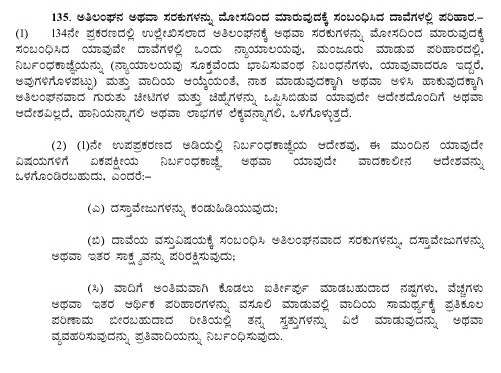 135. ಅತಿಲಂಘನ ಅಥವಾ ಸರಕುಗಳನ್ನು ಮೋಸದಿಂದ ಮಾರುವುದಕ್ಕೆ ಸಂಬಂಧಿಸಿದ ದಾವೆಗಳಲ್ಲಿ ಪರಿಹಾರ.–
(1) 134ನೇ ಪ್ರಕರಣದಲ್ಲಿ ಉಲ್ಲೇಖಿಸಲಾದ ಅತಿಲಂಘನಕ್ಕೆ ಅಥವಾ ಸರಕುಗಳನ್ನು ಮೋಸದಿಂದ ಮಾರುವುದಕ್ಕೆ
ಸಂಬಂಧಿಸಿದ ಯಾವುದೇ ದಾವೆಗಳಲ್ಲಿ ಒಂದು ನ್ಯಾಯಾಲಯವು, ಮಂಜೂರು ಮಾಡುವ ಪರಿಹಾರದಲ್ಲಿ,
ನಿರ್ಬಂಧಕಾಜ್ಞೆಯನ್ನು (ನ್ಯಾಯಾಲಯವು ಸೂಕ್ತವೆಂದು ಭಾವಿಸುವಂಥ ನಿಬಂಧನೆಗಳು, ಯಾವುವಾದರೂ ಇದ್ದರೆ,
ಅವುಗಳಿಗೊಳಪಟ್ಟು) ಮತ್ತು ವಾದಿಯ ಆಯ್ಕೆಯಂತೆ, ನಾಶ ಮಾಡುವುದಕ್ಕಾಗಿ ಅಥವಾ ಅಳಿಸಿ ಹಾಕುವುದಕ್ಕಾಗಿ
ಅತಿಲಂಘನವಾದ ಗುರುತು ಚೀಟಿಗಳ ಮತ್ತು ಚಿಹ್ನೆಗಳನ್ನು ಒಪ್ಪಿಸಿಬಿಡುವ ಯಾವುದೇ ಆದೇಶದೊಂದಿಗೆ ಅಥವಾ
ಆದೇಶವಿಲ್ಲದೆ, ಹಾನಿಯನ್ನಾಗಲಿ ಅಥವಾ ಲಾಭಗಳ ಲೆಕ್ಕವನ್ನಾಗಲಿ, ಒಳಗೊಳ್ಳುತ್ತದೆ.
(2) (1)ನೇ ಉಪಪ್ರಕರಣದ ಅಡಿಯಲ್ಲಿ ನಿರ್ಬಂಧಕಾಜ್ಞೆಯ ಆದೇಶವು, ಈ ಮುಂದಿನ ಯಾವುದೇ
ವಿಷಯಗಳಿಗೆ ಏಕಪಕ್ಷೀಯ ನಿರ್ಬಂಧಕಾಜ್ಞೆ ಅಥವಾ ಯಾವುದೇ ವಾದಕಾಲೀನ ಆದೇಶವನ್ನು
ಒಳಗೊಂಡಿರಬಹುದು, ಎಂದರೆ:–
(ಎ) ದಸ್ತಾವೇಜುಗಳನ್ನು ಕಂಡುಹಿಡಿಯುವುದು;
(ಬಿ) ದಾವೆಯ ವಸ್ತುವಿಷಯಕ್ಕೆ ಸಂಬಂಧಿಸಿ ಅತಿಲಂಘನವಾದ ಸರಕುಗಳನ್ನು, ದಸ್ತಾವೇಜುಗಳನ್ನು
ಅಥವಾ ಇತರ ಸಾಕ್ಷ್ಯವನ್ನು ಪರಿರಕ್ಷಿಸುವುದು;
(ಸಿ) ವಾದಿಗೆ ಅಂತಿಮವಾಗಿ ಕೊಡಲು ಐತೀರ್ಪು ಮಾಡಬಹುದಾದ ನಷ್ಟಗಳು, ವೆಚ್ಚಗಳು
ಅಥವಾ ಇತರ ಆರ್ಥಿಕ ಪರಿಹಾರಗಳನ್ನು ವಸೂಲಿ ಮಾಡುವಲ್ಲಿ ವಾದಿಯ ಸಾಮರ್ಥ್ಯಕ್ಕೆ ಪ್ರತಿಕೂಲ
ಪರಿಣಾಮ ಬೀರಬಹುದಾದ ರೀತಿಯಲ್ಲಿ ತನ್ನ ಸ್ವತ್ತುಗಳನ್ನು ವಿಲೆ ಮಾಡುವುದನ್ನು ಅಥವಾ
ವ್ಯವಹರಿಸುವುದನ್ನು ಪ್ರತಿವಾದಿಯನ್ನು ನಿರ್ಬಂಧಿಸುವುದು.